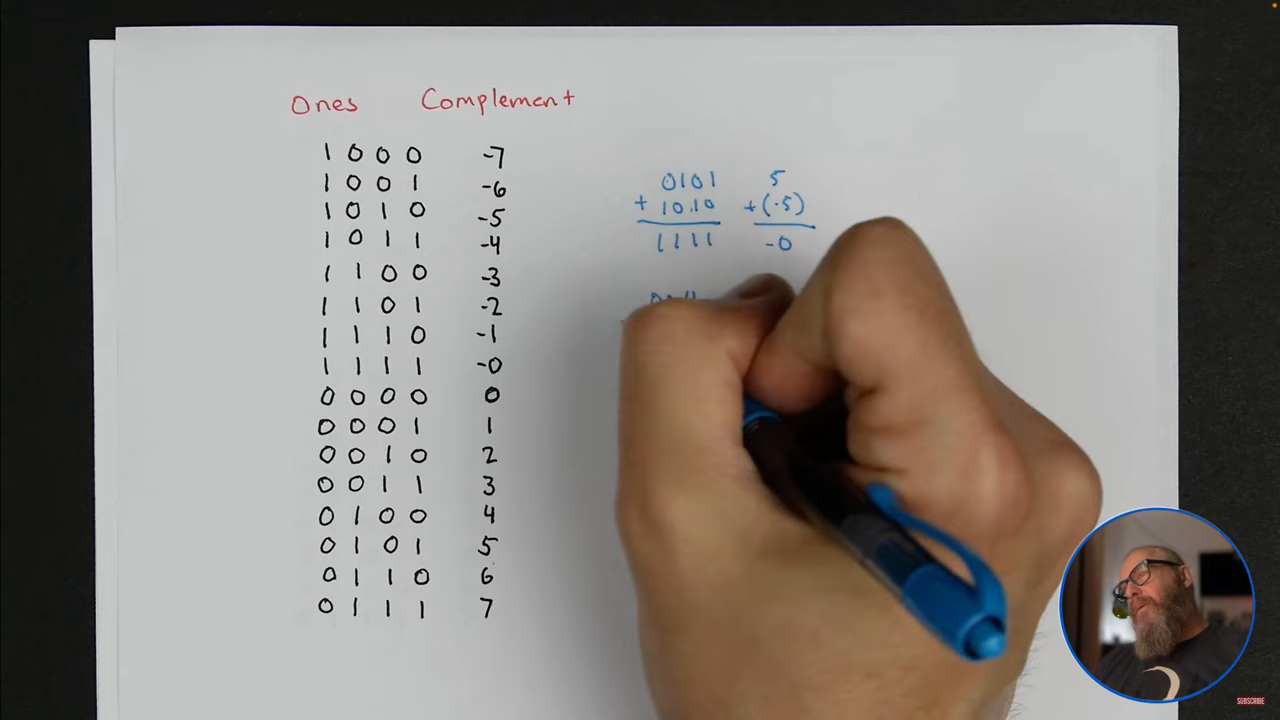 Ones Complement
1 0 0 0 -7
1 0 0 1 -6
1 0 1 0 -5
1 0 1 1 -4
1 1 0 0 -3
1 1 0 1 -2
1 1 1 0 -1
1 1 1 1 -0
0 0 0 0 0
0 0 0 1 1
0 0 1 0 2
0 0 1 1 3
0 1 0 0 4
0 1 0 1 5
0 1 1 0 6
0 1 1 1 7
0101 5
+ 1010 +(-5)
1111 -0
SUBSCRIBE